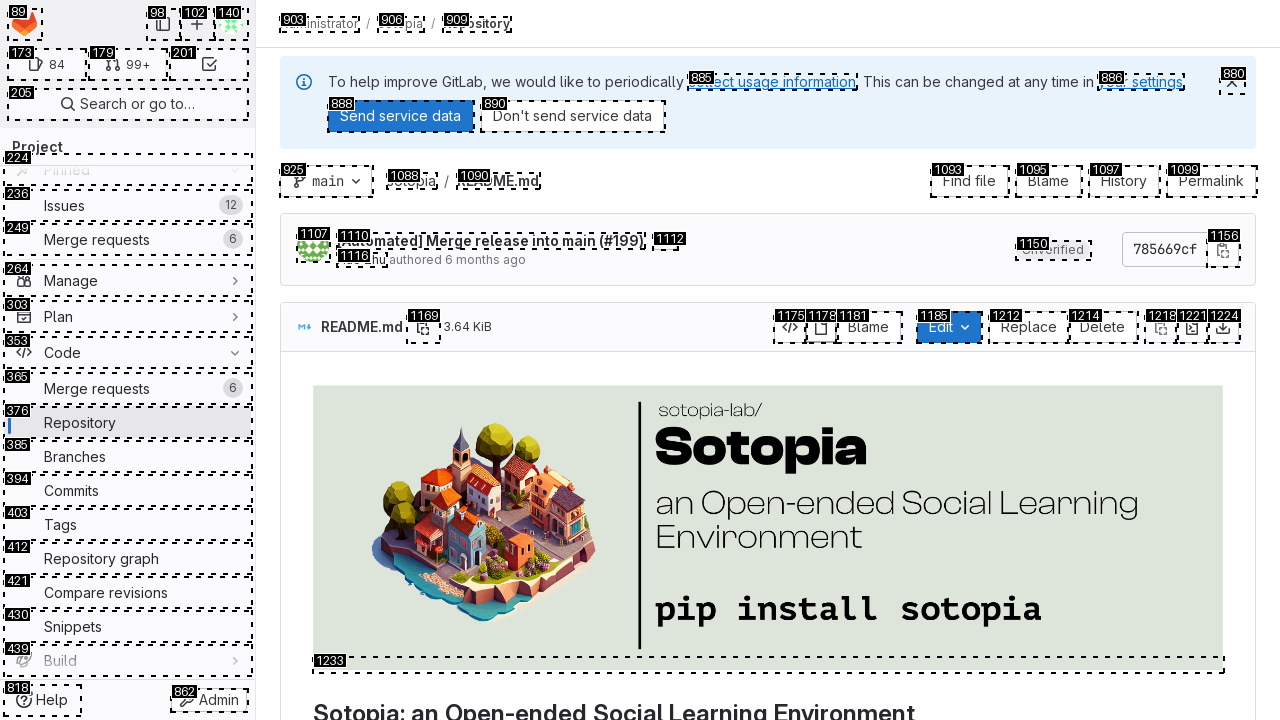 89
98
102
140
173
84
179
99+
201
205
Search or go to…
Project
224
Pinned
236
Issues
12
249
Merge requests
6
264
Manage
303
Plan
353
Code
365
Merge requests
6
376
Repository
385
Branches
394
Commits
403
Tags
412
Repository graph
421
Compare revisions
430
Snippets
439
Build
818
Help
862
Admin
903
906
909
/
/
Repository
To help improve GitLab, we would like to periodically
885
collect usage information
. This can be changed at any time in
886
your settings
.
880
888
Send service data
890
Don't send service data
925
main
1088
sotopia
/
1090
README.md
1093
Find file
1095
Blame
1097
History
1099
Permalink
1107
1110
[Automated] Merge release into main (#199)
1112
1116
authored 6 months ago
1150
Unverified
785669cf
1156
README.md
1169
3.64 KiB
1175
1178
1181
Blame
1185
Edit
1212
Replace
1214
Delete
1218
1221
1224
sotopia-lab/
Sotopia
an Open-ended Social Learning
Environment
pip install sotopia
1233
Sotopia: an Open-ended Social Learning Environment